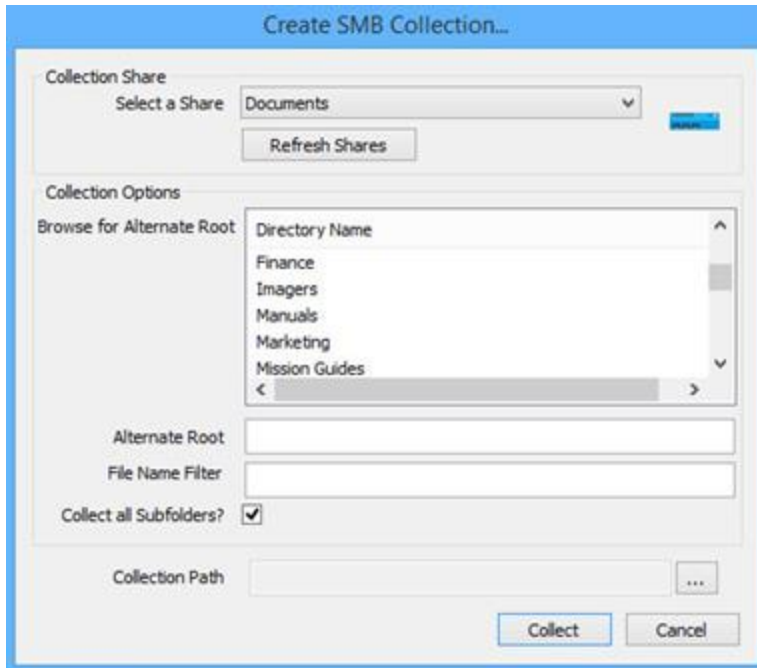 Create SMB Collection...
Collection Share
Select a Share Documents
Refresh Shares
Collection Options
Browse for Alternate Root Directory Name
Finance
Imagers
Manuals
Marketing
Mission Guides
Alternate Root
File Name Filter
Collect all Subfolders?
Collection Path ...
Collect Cancel